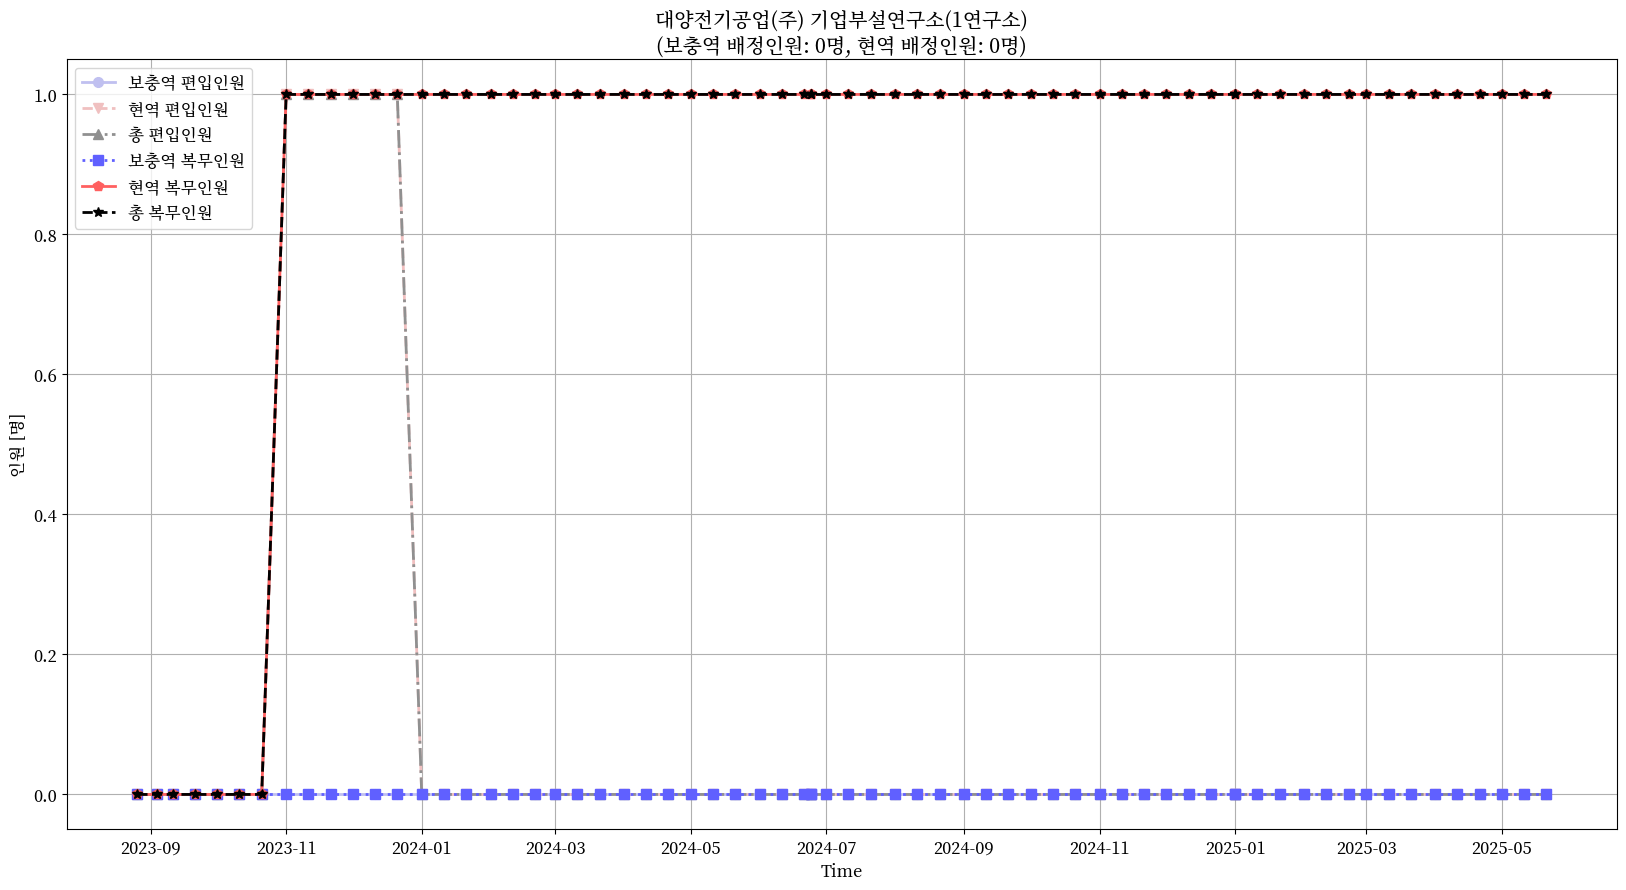 대양전기공업(주) 기업부설연구소(1연구소)
(보충역 배정인원: 0명, 현역 배정인원: 0명)
보충역 편입인원
현역 편입인원
총 편입인원
보충역 복무인원
현역 복무인원
총 복무인원
인원 [명]
1.0
0.8
0.6
0.4
0.2
0.0
2023-09 2023-11 2024-01 2024-03 2024-05 2024-07 2024-09 2024-11 2025-01 2025-03 2025-05
Time